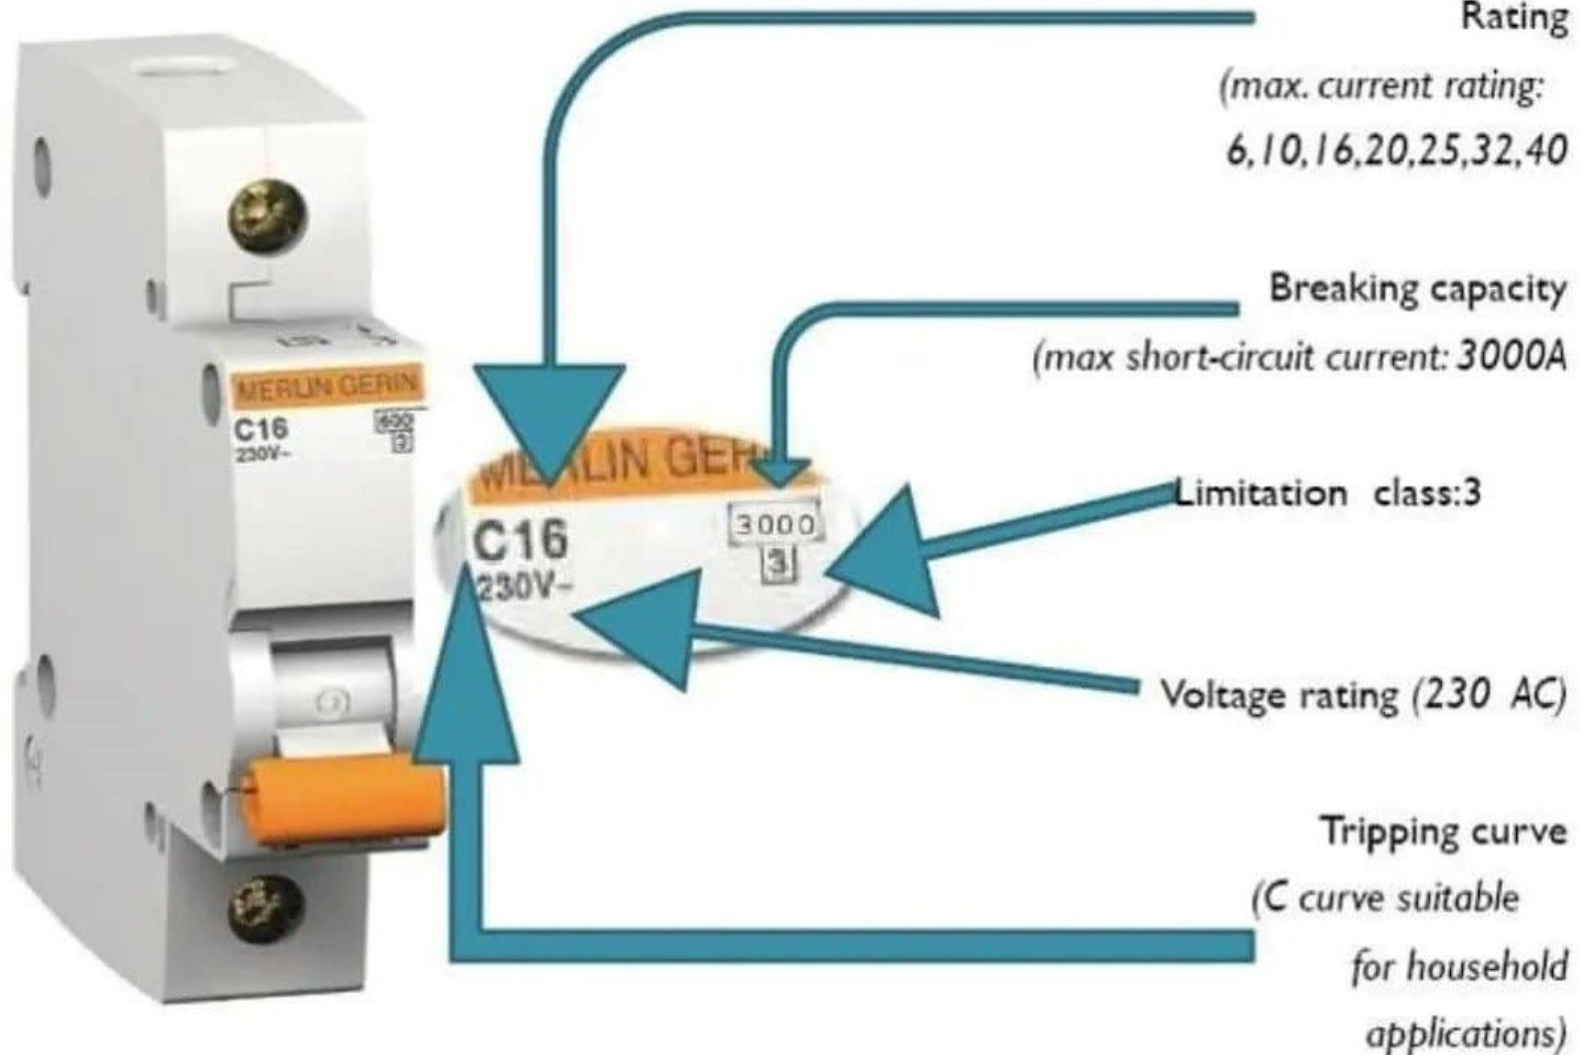 Rating
(max. current rating:
6,10,16,20,25,32,40
Breaking capacity
(max short-circuit current: 3000A
MERLIN GERIN
C16
230V~
3
MERLIN GER
C16
3000
3
230V~
Limitation class:3
Voltage rating (230 AC)
Tripping curve
(C curve suitable
for household
applications)